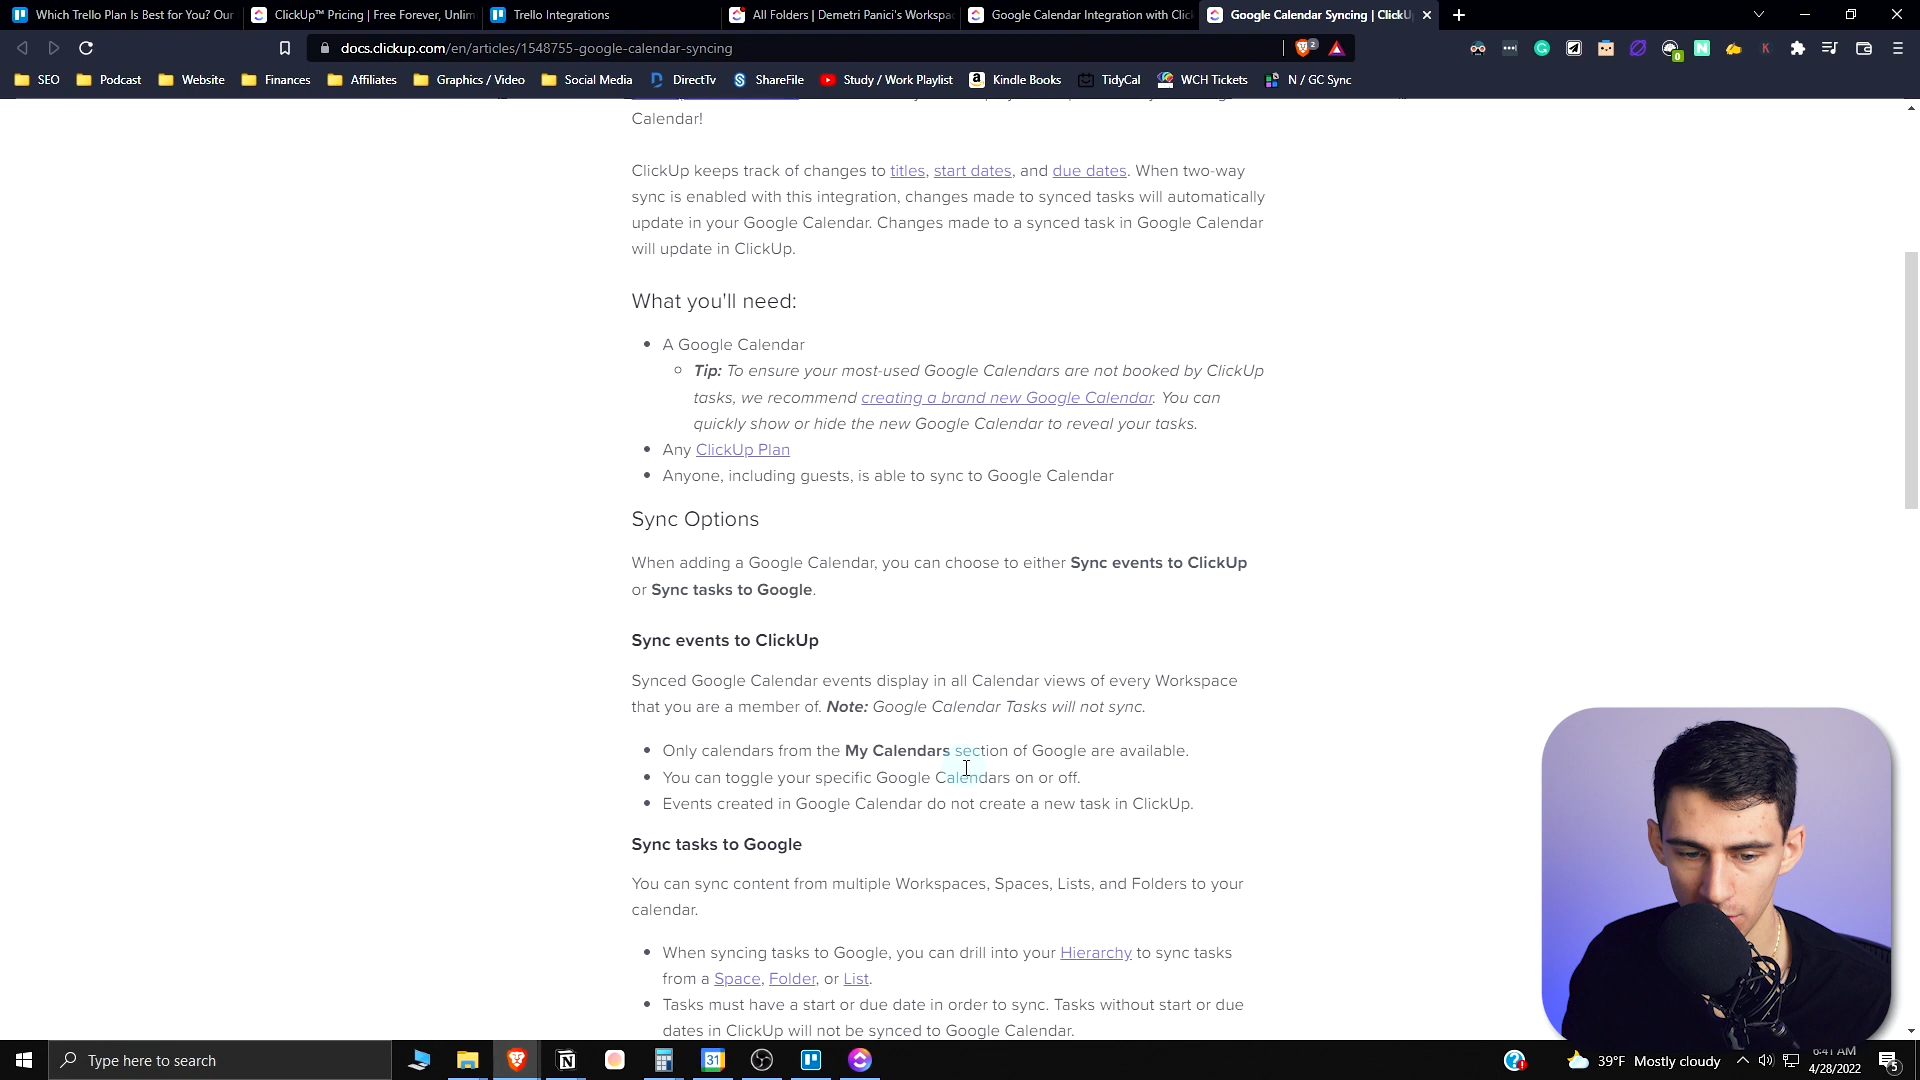 Which Trello Plan Is Best for You? Our
ClickUp™ Pricing | Free Forever, Unlim
Trello Integrations
All Folders | Demetri Panici's Workspa
Google Calendar Integration with Clic
Google Calendar Syncing | ClickU
docs.clickup.com/en/articles/1548755-google-calendar-syncing
SEO
Podcast
Website
Finances
Affiliates
Graphics / Video
Social Media
DirectTv
ShareFile
Study / Work Playlist
Kindle Books
TidyCal
WCH Tickets
N / GC Sync
Calendar!
ClickUp keeps track of changes to titles, start dates, and due dates. When two-way
sync is enabled with this integration, changes made to synced tasks will automatically
update in your Google Calendar. Changes made to a synced task in Google Calendar
will update in ClickUp.
What you'll need:
A Google Calendar
Tip: To ensure your most-used Google Calendars are not booked by ClickUp
tasks, we recommend creating a brand new Google Calendar. You can
quickly show or hide the new Google Calendar to reveal your tasks.
Any ClickUp Plan
Anyone, including guests, is able to sync to Google Calendar
Sync Options
When adding a Google Calendar, you can choose to either Sync events to ClickUp
or Sync tasks to Google.
Sync events to ClickUp
Synced Google Calendar events display in all Calendar views of every Workspace
that you are a member of. Note: Google Calendar Tasks will not sync.
Only calendars from the My Calendars section of Google are available.
You can toggle your specific Google Calendars on or off.
Events created in Google Calendar do not create a new task in ClickUp.
Sync tasks to Google
You can sync content from multiple Workspaces, Spaces, Lists, and Folders to your
calendar.
When syncing tasks to Google, you can drill into your Hierarchy to sync tasks
from a Space, Folder, or List.
Tasks must have a start or due date in order to sync. Tasks without start or due
dates in ClickUp will not be synced to Google Calendar.
Type here to search
31
39°F Mostly cloudy
6:41 AM
4/28/2022
5